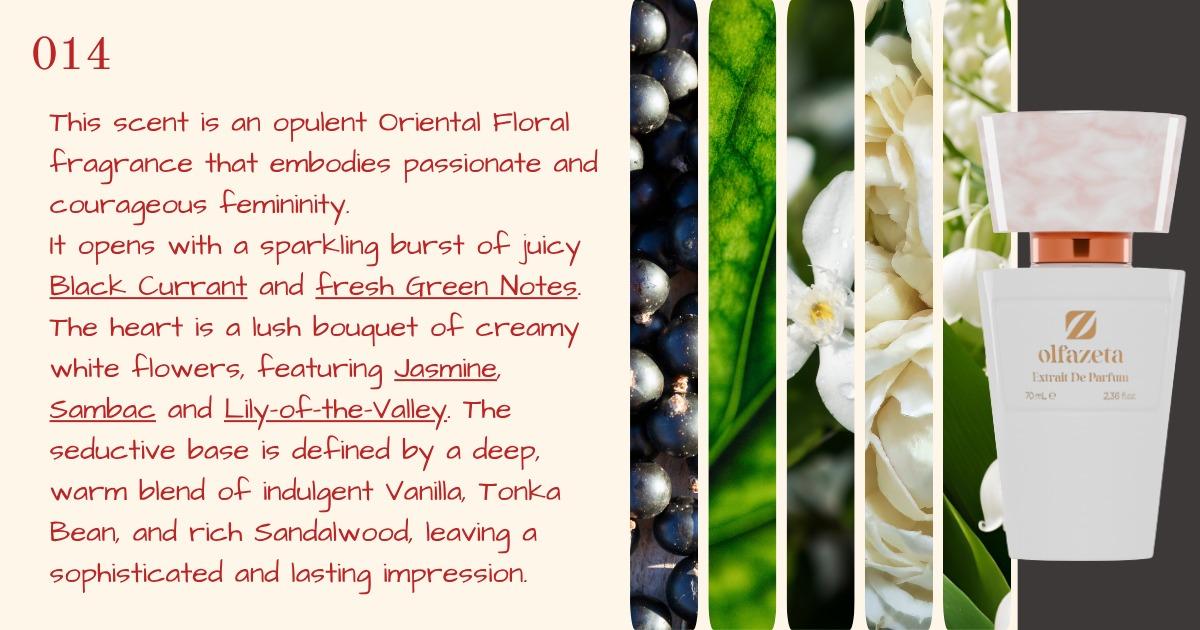 014
This scent is an opulent Oriental Floral
fragrance that embodies passionate and
courageous femininity.
It opens with a sparkling burst of juicy
Black Currant and fresh Green Notes.
The heart is a lush bouquet of creamy
white flowers, featuring Jasmine,
Sambac and Lily-of-the-Valley. The
seductive base is defined by a deep,
warm blend of indulgent Vanilla, Tonka
Bean, and rich Sandalwood, leaving a
sophisticated and lasting impression.
olfazeta
Extrait De Parfum
70 mL ℮ 2,36 fl.oz